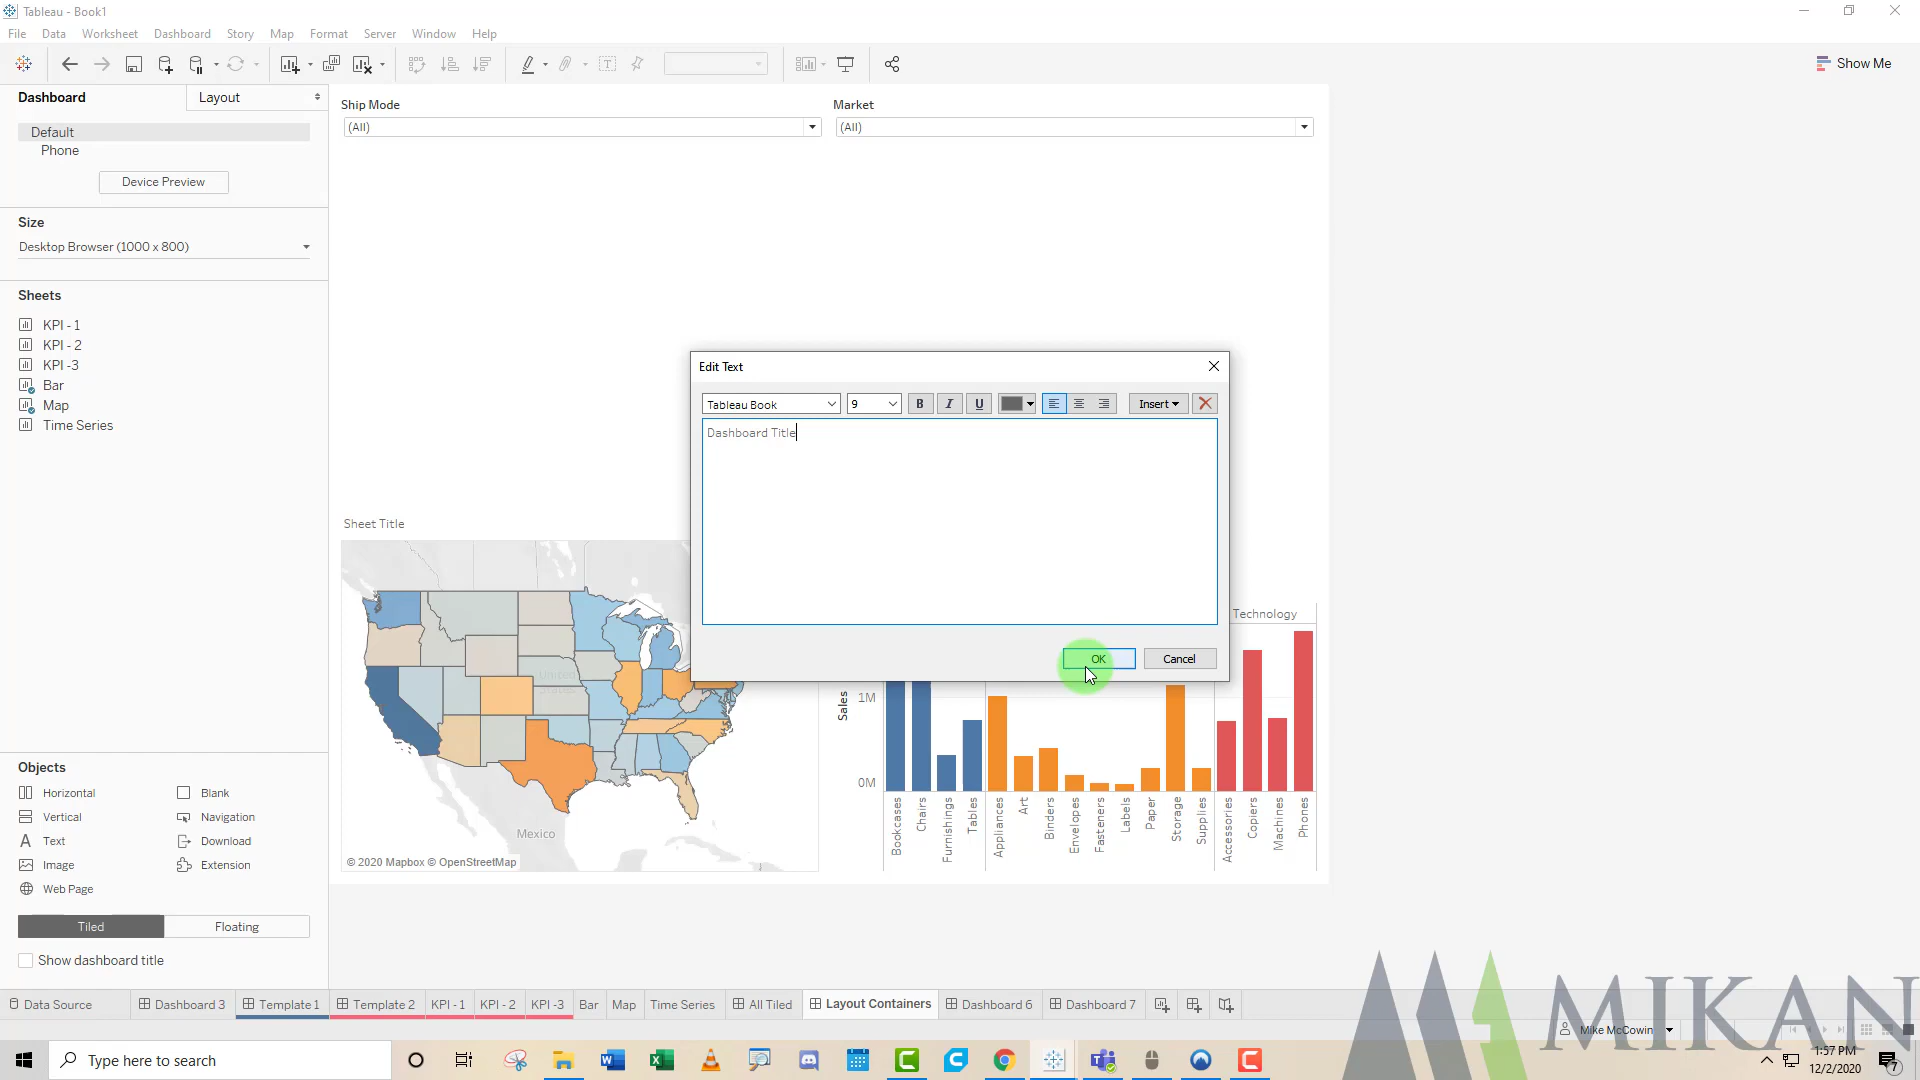 Tableau - Book1
File Data Worksheet Dashboard Story Map Format Server Window Help
Show Me
Dashboard Layout
Default
Phone
Device Preview
Size
Desktop Browser (1000 x 800)
Sheets
KPI - 1
KPI - 2
KPI -3
Bar
Map
Time Series
Objects
Horizontal Blank
Vertical Navigation
Text Download
Image Extension
Web Page
Tiled Floating
Show dashboard title
Ship Mode Market
(All) (All)
Edit Text
Tableau Book 9 B I U Insert
Dashboard Title
OK Cancel
Sheet Title
United States
Mexico
© 2020 Mapbox © OpenStreetMap
Technology
Sales
1M
0M
Bookcases
Chairs
Furnishings
Tables
Appliances
Art
Binders
Envelopes
Fasteners
Labels
Paper
Storage
Supplies
Accessories
Copiers
Machines
Phones
Data Source Dashboard 3 Template 1 Template 2 KPI - 1 KPI - 2 KPI -3 Bar Map Time Series All Tiled Layout Containers Dashboard 6 Dashboard 7
Mike McCowin
MIKAN
Type here to search
1:57 PM
12/2/2020
7